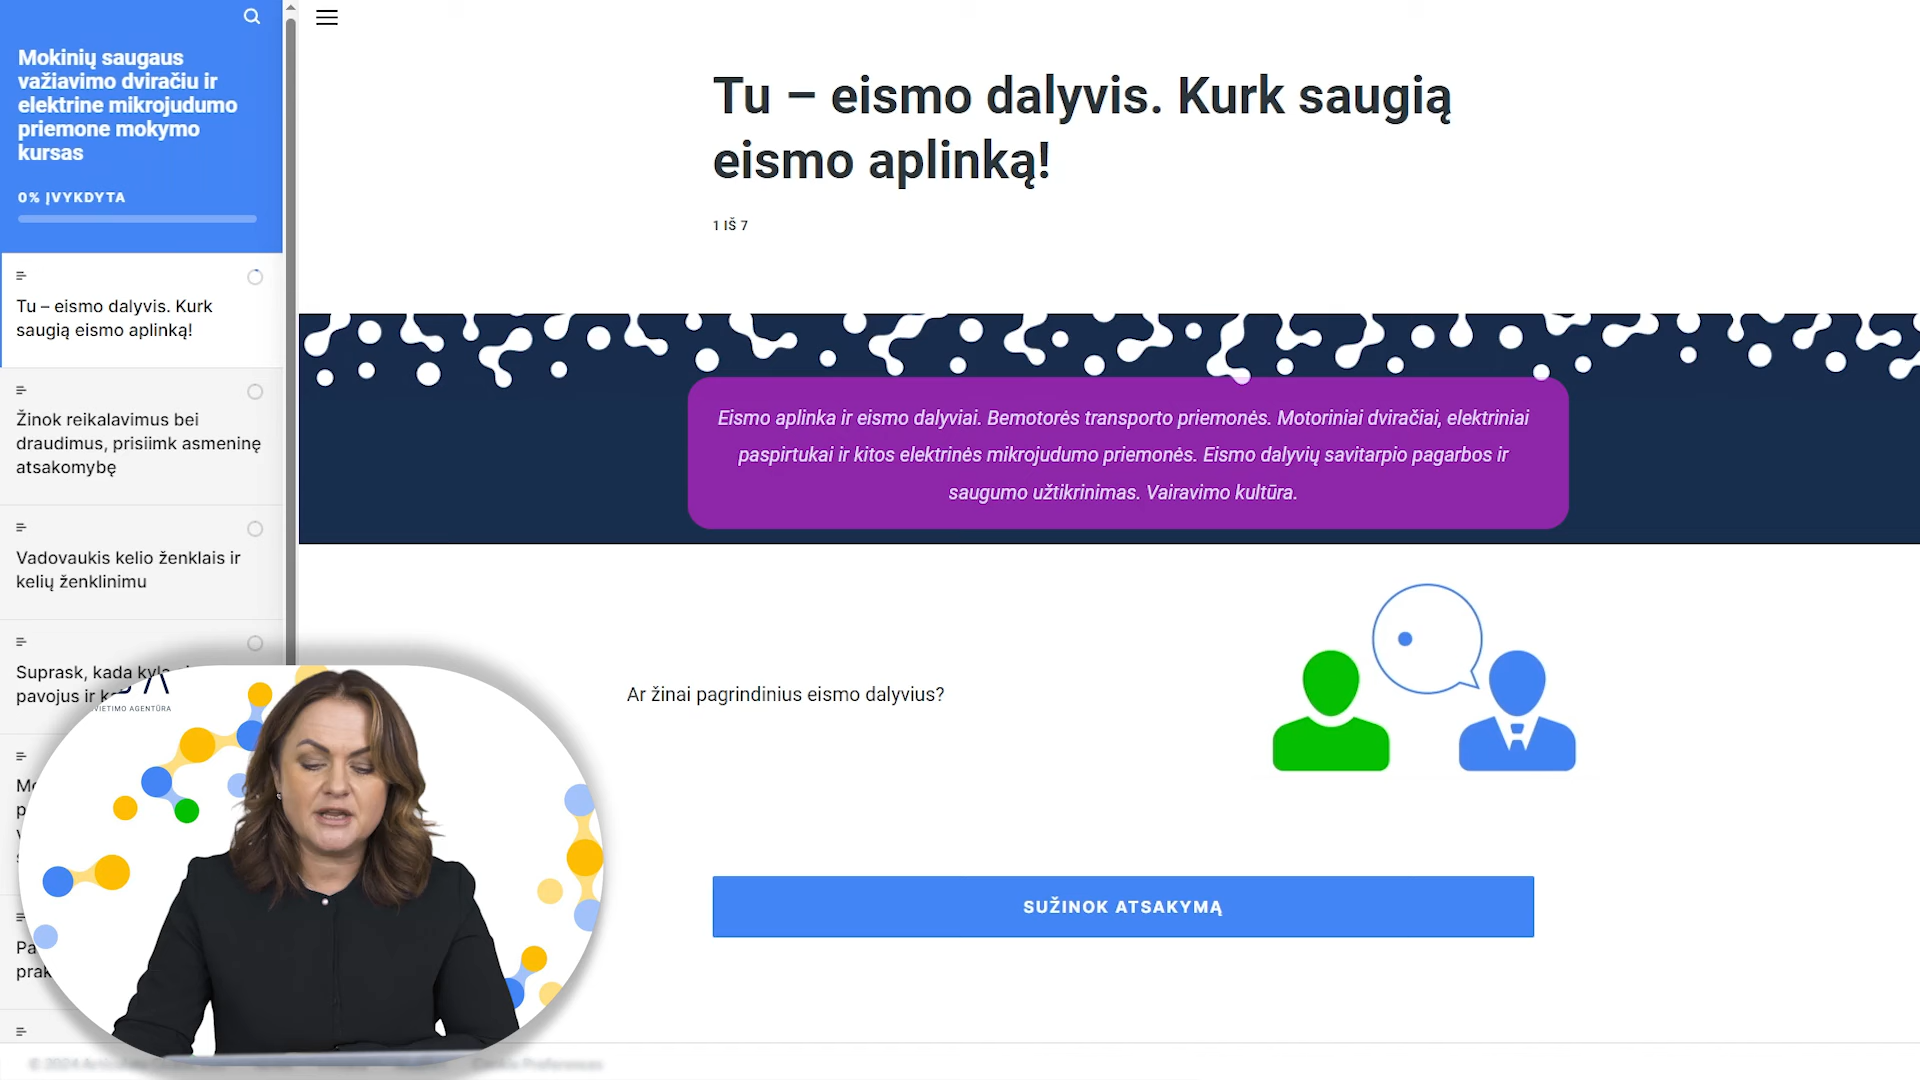 Mokinių saugaus
važiavimo dviračiu ir
elektrine mikrojudumo
priemone mokymo
kursas
0% ĮVYKDYTA
Tu – eismo dalyvis. Kurk
saugią eismo aplinką!
Žinok reikalavimus bei
draudimus, prisiimk asmeninę
atsakomybę
Vadovaukis kelio ženklais ir
kelių ženklinimu
Suprask, kada
pavojus ir
Tu – eismo dalyvis. Kurk saugią
eismo aplinką!
1 IŠ 7
Eismo aplinka ir eismo dalyviai. Bemotorės transporto priemonės. Motoriniai dviračiai, elektriniai
paspirtukai ir kitos elektrinės mikrojudumo priemonės. Eismo dalyvių savitarpio pagarbos ir
saugumo užtikrinimas. Vairavimo kultūra.
Ar žinai pagrindinius eismo dalyvius?
SUŽINOK ATSAKYMĄ
VIETIMO AGENTŪRA